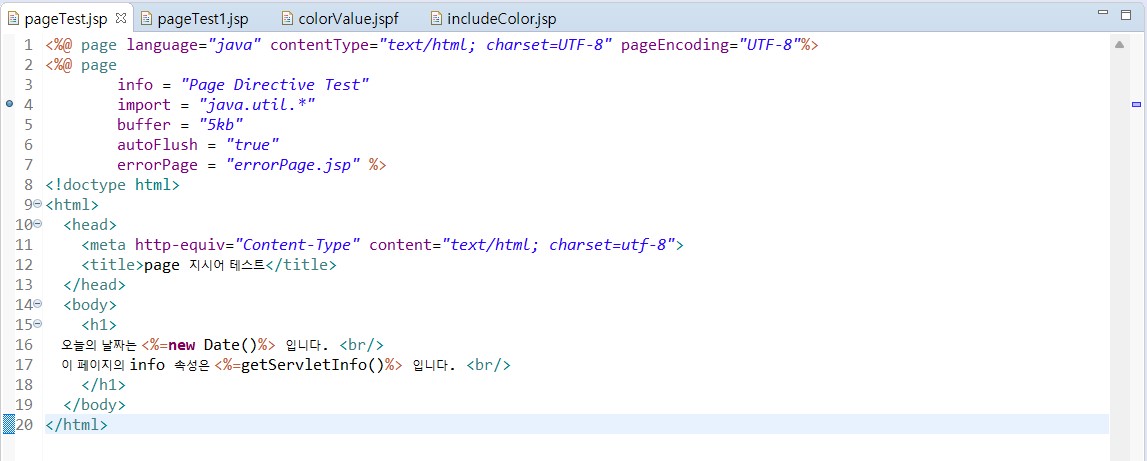 pageTest.jsp pageTest1.jsp colorValue.jspf includeColor.jsp
1 <%@ page language="java" contentType="text/html; charset=UTF-8" pageEncoding="UTF-8"%>
2 <%@ page
3 info = "Page Directive Test"
4 import = "java.util.*"
5 buffer = "5kb"
6 autoFlush = "true"
7 errorPage = "errorPage.jsp" %>
8 <!doctype html>
9 <html>
10 <head>
11 <meta http-equiv="Content-Type" content="text/html; charset=utf-8">
12 <title>page 지시어 테스트</title>
13 </head>
14 <body>
15 <h1>
16 오늘의 날짜는 <%=new Date()%> 입니다. <br/>
17 이 페이지의 info 속성은 <%=getServletInfo()%> 입니다. <br/>
18 </h1>
19 </body>
20 </html>